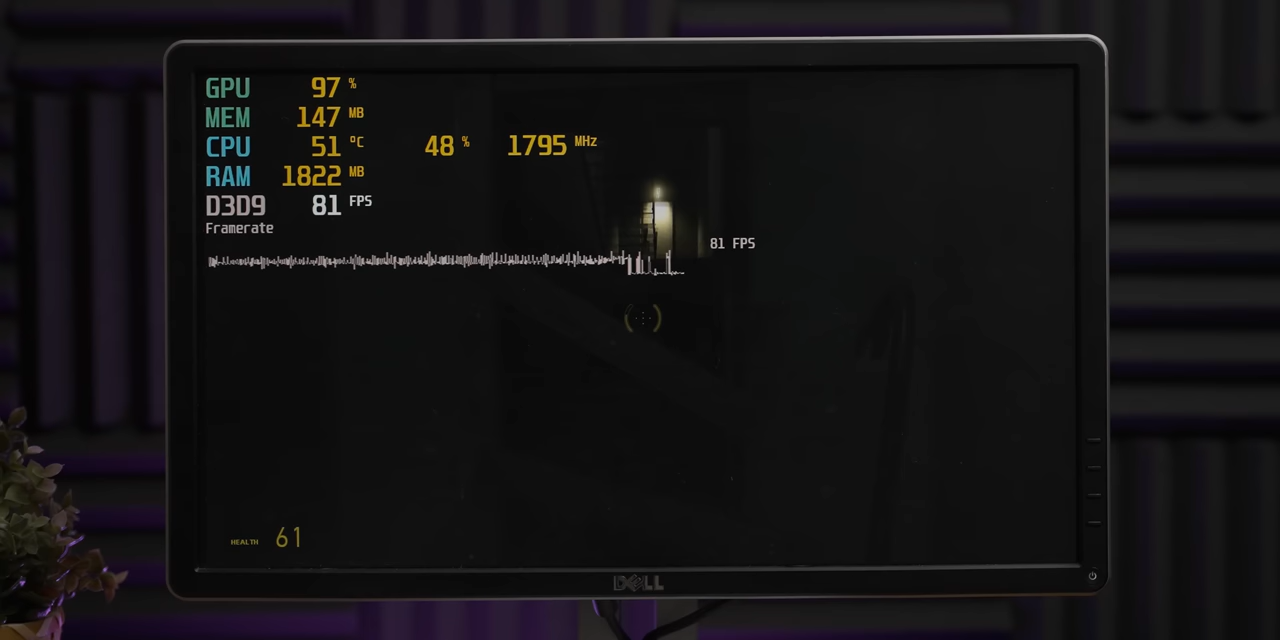 GPU 97 %
MEM 147 MB
CPU 51 °C 48 % 1795 MHz
RAM 1822 MB
D3D9 81 FPS
Framerate
81 FPS
HEALTH 61
DELL